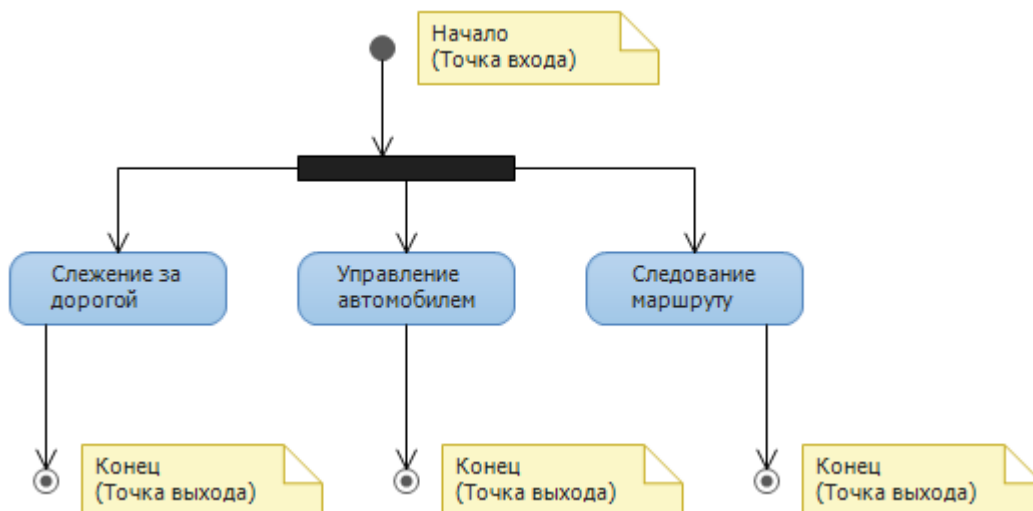 Начало
(Точка входа)
Слежение за
дорогой
Управление
автомобилем
Следование
маршруту
Конец
(Точка выхода)
Конец
(Точка выхода)
Конец
(Точка выхода)